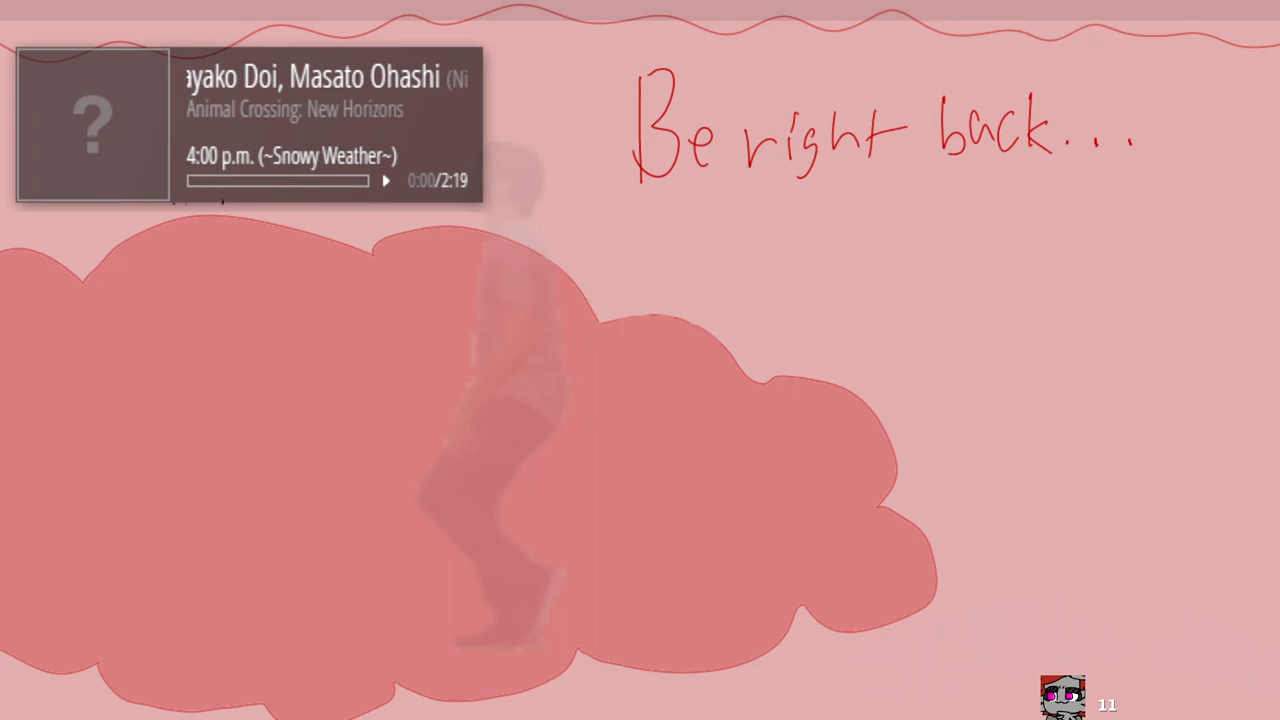 ayako Doi, Masato Ohashi (Ni
Animal Crossing: New Horizons
4:00 p.m. (~Snowy Weather~)
0:00/2:19
?
Be right back...
11